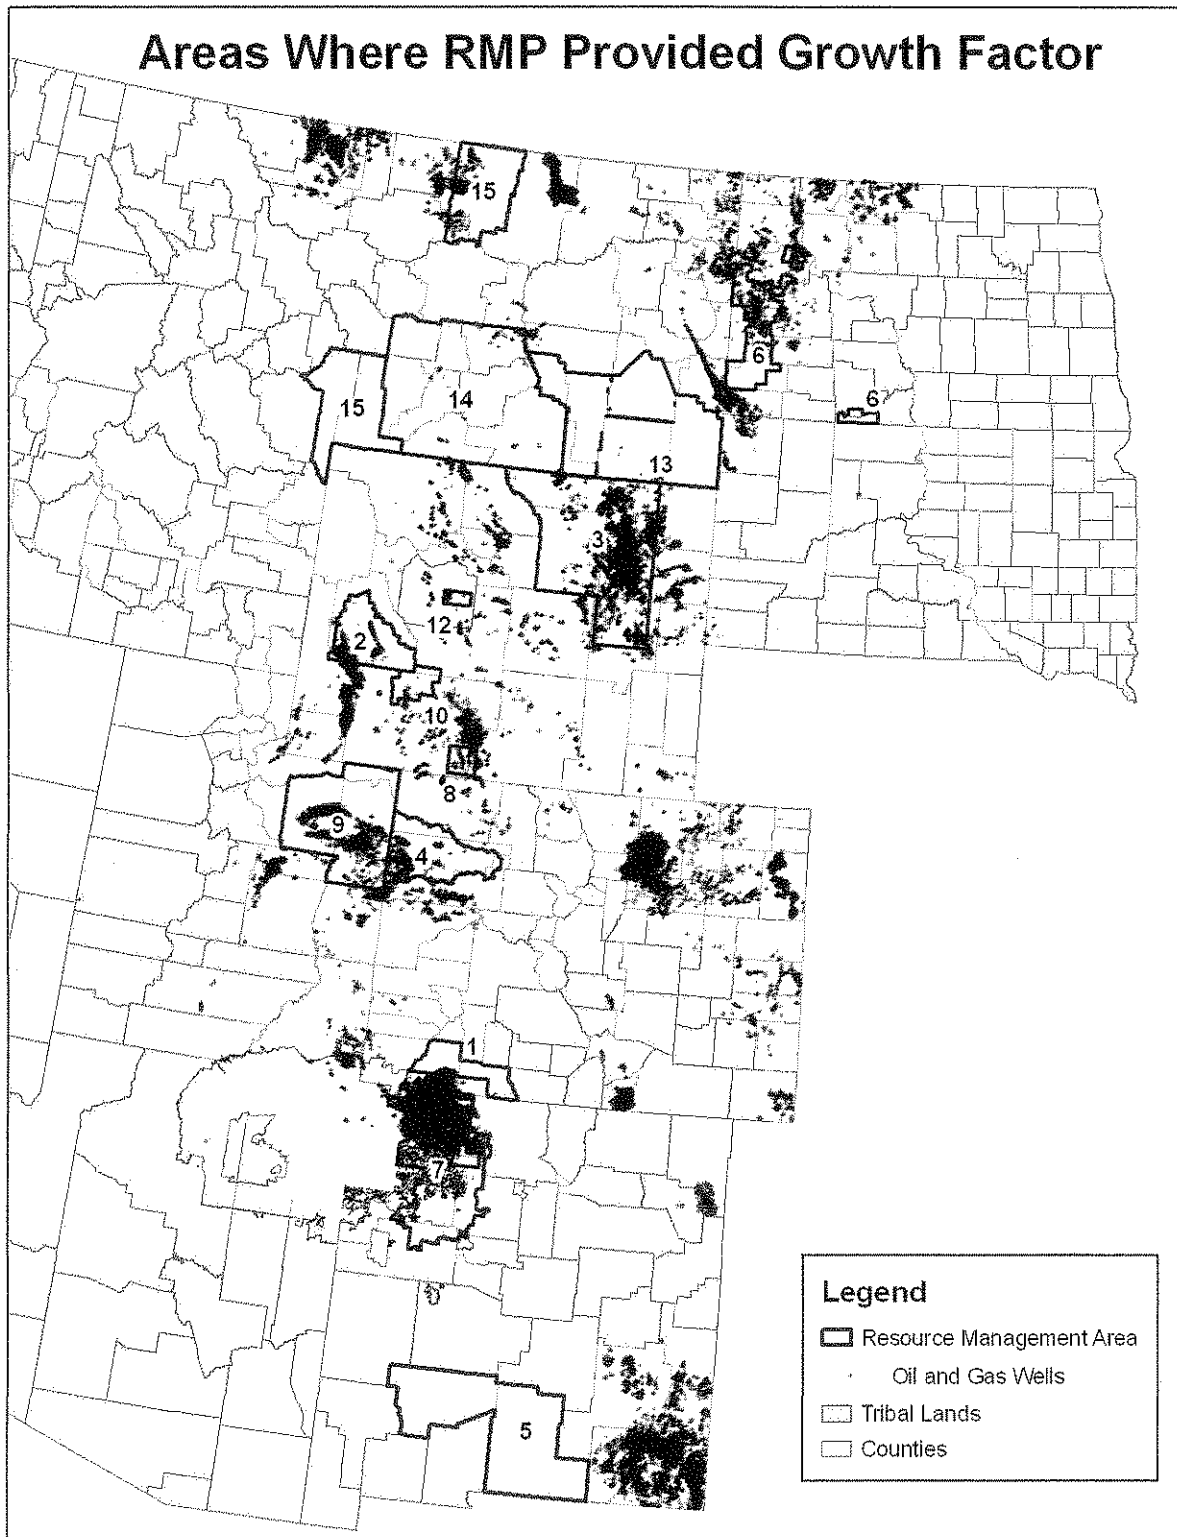 Areas Where RMP Provided Growth Factor
15
6
6
15
14
13
3
2
12
10
8
9
4
1
7
5
Legend
Resource Management Area
Oil and Gas Wells
Tribal Lands
Counties